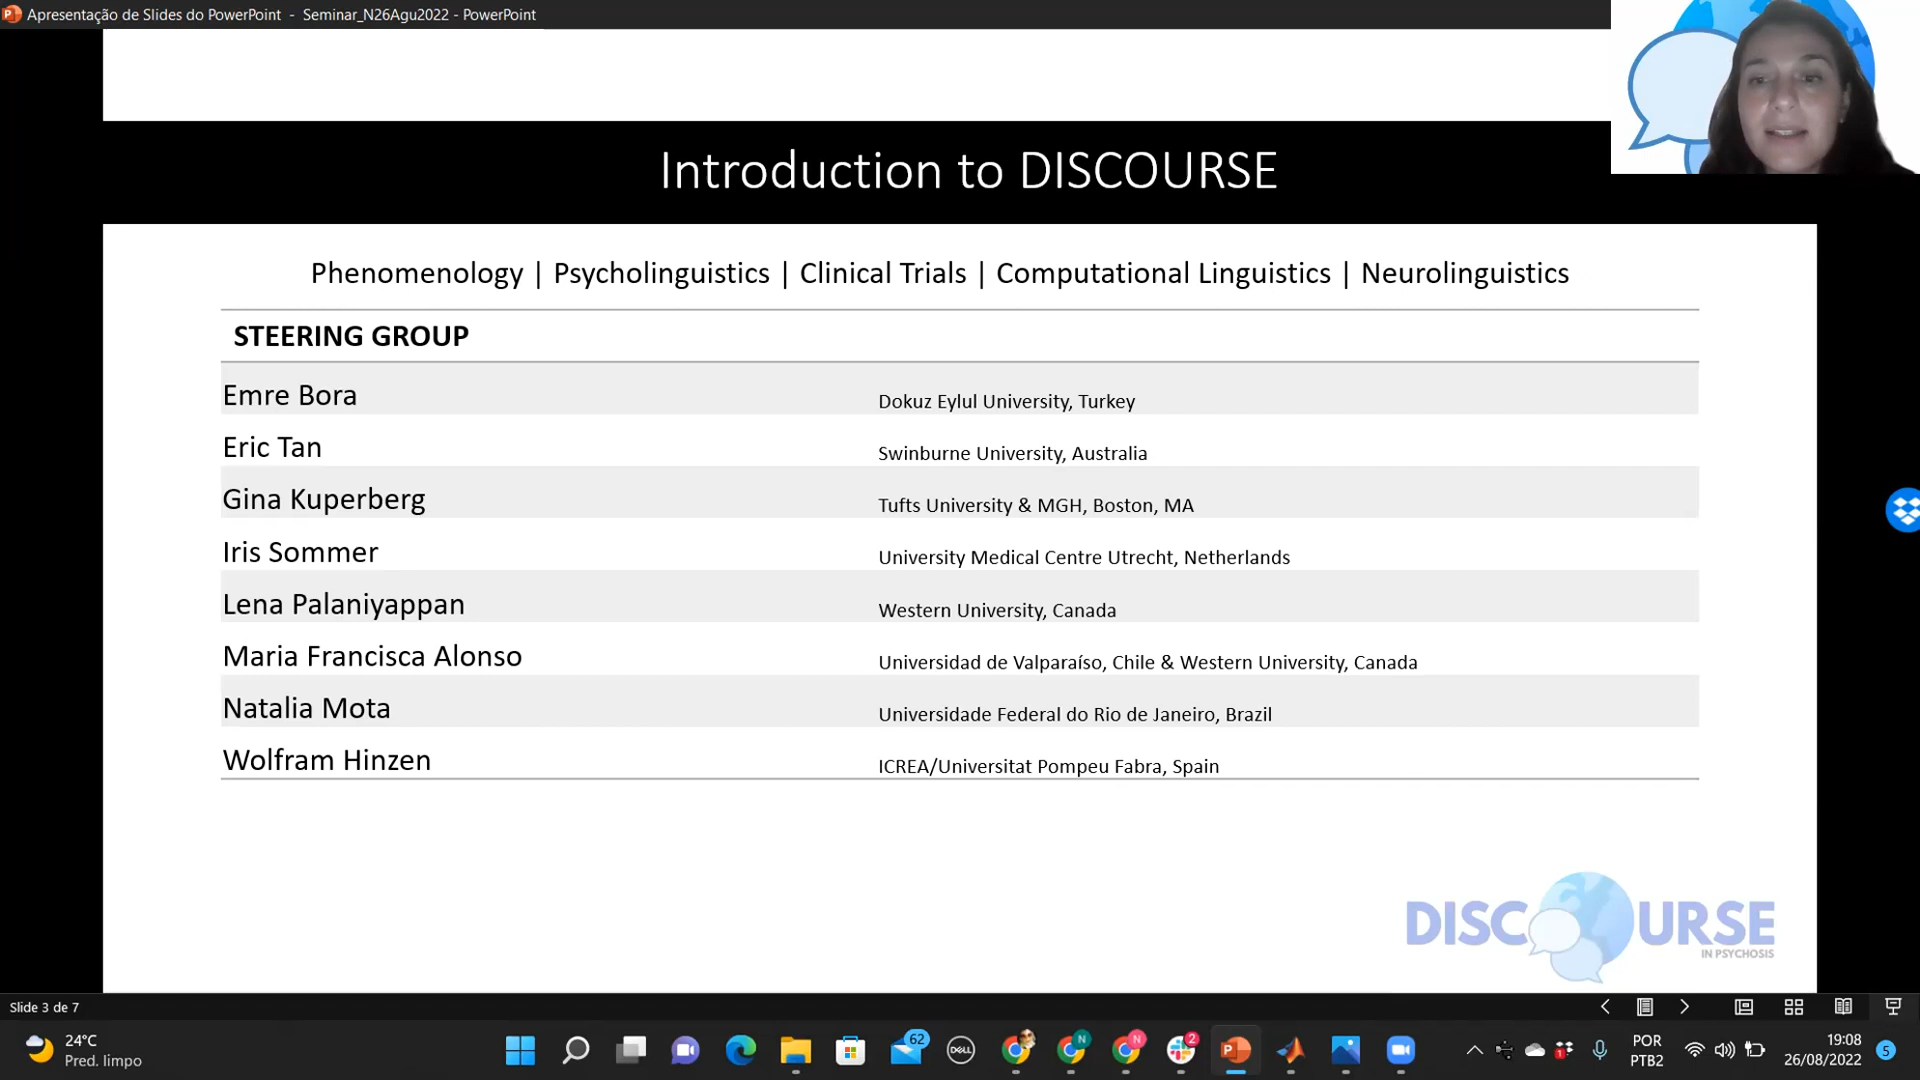 Apresentação de Slides do PowerPoint - Seminar_N26Agu2022 - PowerPoint
Introduction to DISCOURSE
Phenomenology | Psycholinguistics | Clinical Trials | Computational Linguistics | Neurolinguistics
STEERING GROUP
Emre Bora Dokuz Eylul University, Turkey
Eric Tan Swinburne University, Australia
Gina Kuperberg Tufts University & MGH, Boston, MA
Iris Sommer University Medical Centre Utrecht, Netherlands
Lena Palaniyappan Western University, Canada
Maria Francisca Alonso Universidad de Valparaíso, Chile & Western University, Canada
Natalia Mota Universidade Federal do Rio de Janeiro, Brazil
Wolfram Hinzen ICREA/Universitat Pompeu Fabra, Spain
DISCOURSE
IN PSYCHOSIS
Slide 3 de 7
24°C
Pred. limpo
62
DELL
N
N
2
1
POR
PTB2
19:08
26/08/2022
5